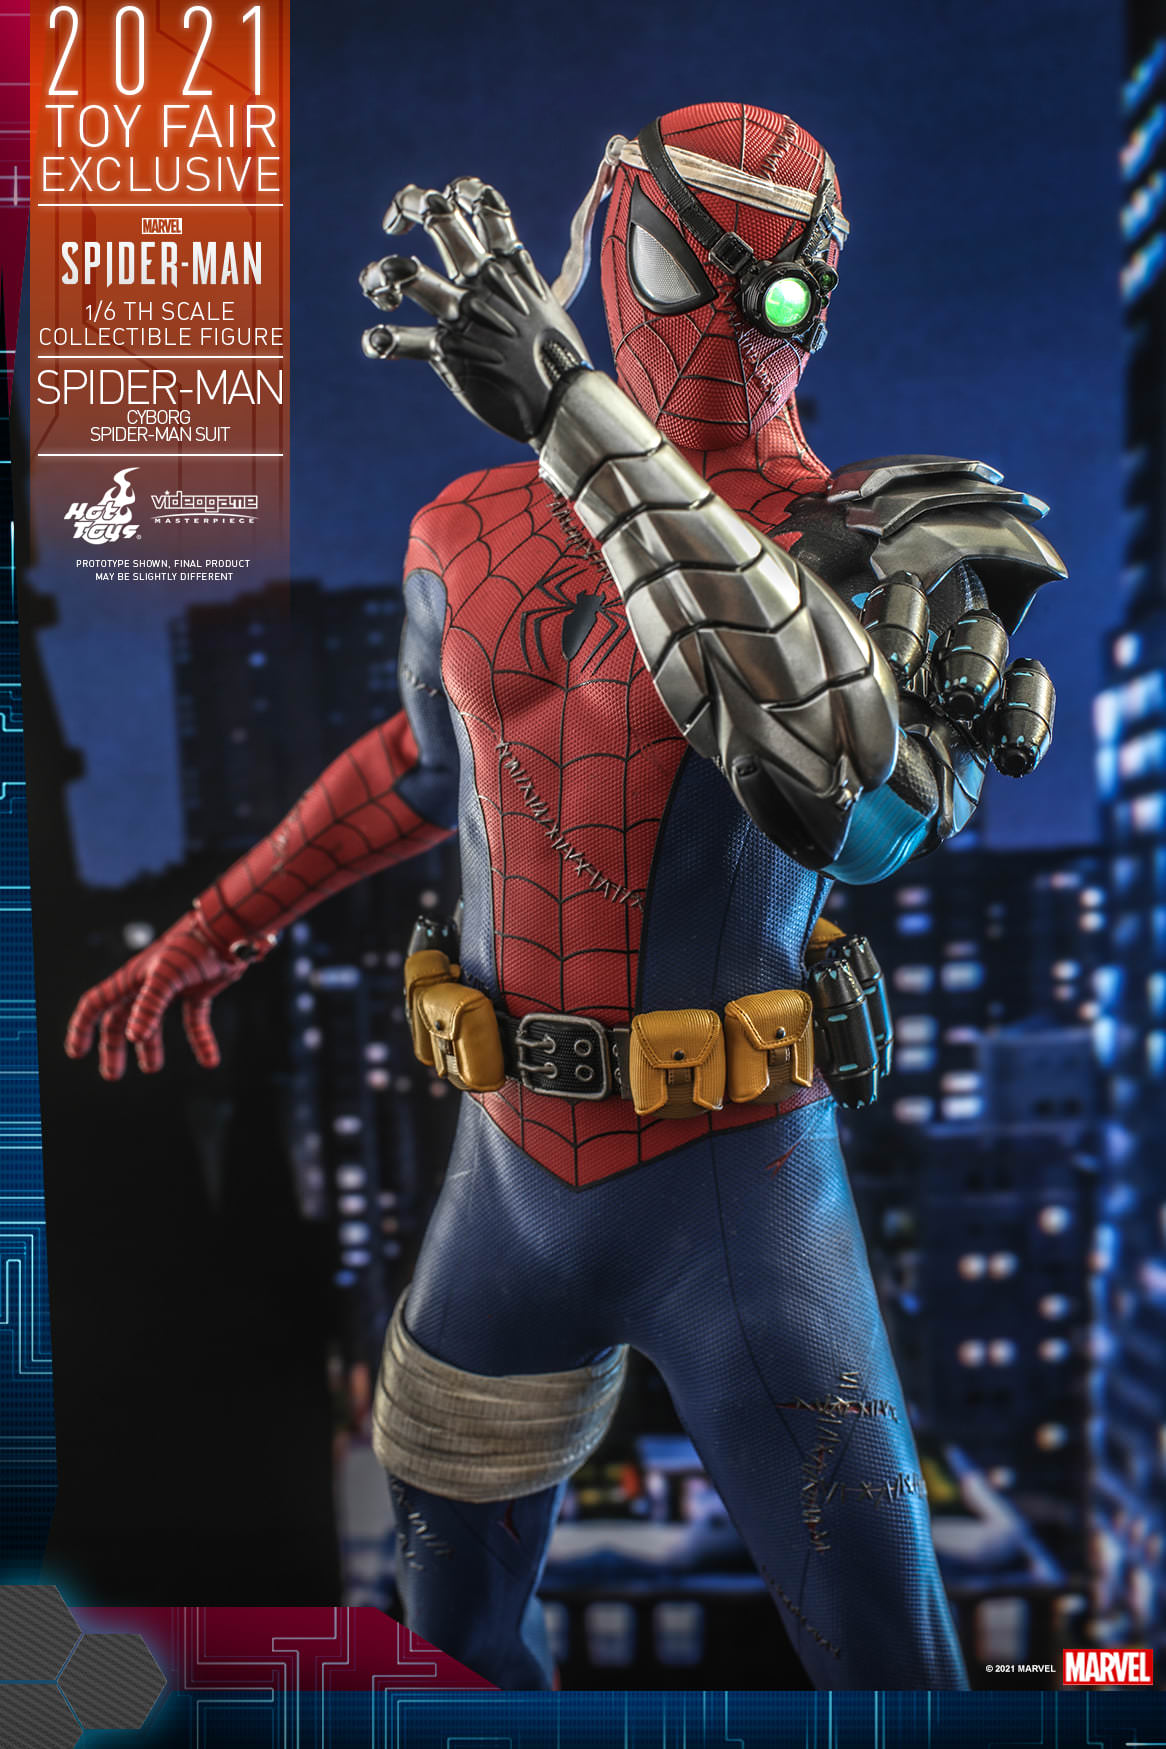 2021
TOY FAIR
EXCLUSIVE
MARVEL
SPIDER-MAN
1/6 TH SCALE
COLLECTIBLE FIGURE
SPIDER-MAN
CYBORG
SPIDER-MAN SUIT
Hot Toys.
videogame
MASTERPIECE
PROTOTYPE SHOWN, FINAL PRODUCT
MAY BE SLIGHTLY DIFFERENT
© 2021 MARVEL
MARVEL